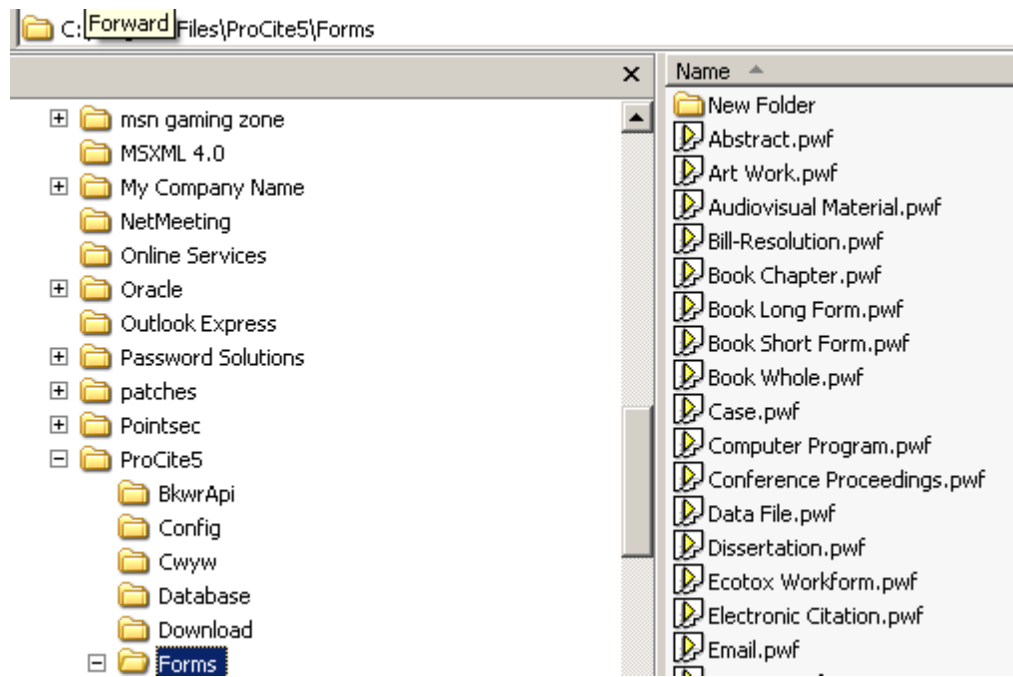 C:\ Forward Files\ProCite5\Forms
msn gaming zone
MSXML 4.0
My Company Name
NetMeeting
Online Services
Oracle
Outlook Express
Password Solutions
patches
Pointsec
ProCite5
BkwrApi
Config
Cwyw
Database
Download
Forms
Name
New Folder
Abstract.pwf
Art Work.pwf
Audiovisual Material.pwf
Bill-Resolution.pwf
Book Chapter.pwf
Book Long Form.pwf
Book Short Form.pwf
Book Whole.pwf
Case.pwf
Computer Program.pwf
Conference Proceedings.pwf
Data File.pwf
Dissertation.pwf
Ecotox Workform.pwf
Electronic Citation.pwf
Email.pwf